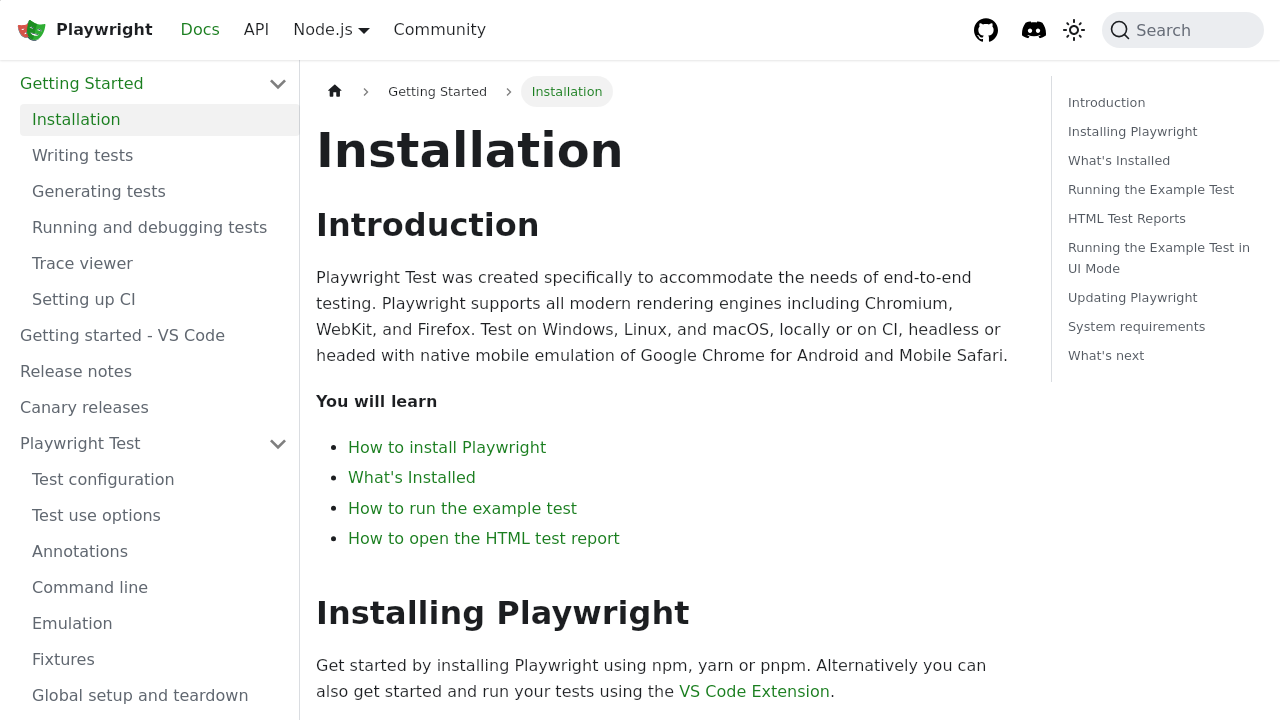 Playwright
Docs
API
Node.js
Community
Search
Getting Started
Installation
Writing tests
Generating tests
Running and debugging tests
Trace viewer
Setting up CI
Getting started - VS Code
Release notes
Canary releases
Playwright Test
Test configuration
Test use options
Annotations
Command line
Emulation
Fixtures
Global setup and teardown
Getting Started
Installation
Installation
Introduction
Playwright Test was created specifically to accommodate the needs of end-to-end
testing. Playwright supports all modern rendering engines including Chromium,
WebKit, and Firefox. Test on Windows, Linux, and macOS, locally or on CI, headless or
headed with native mobile emulation of Google Chrome for Android and Mobile Safari.
You will learn
How to install Playwright
What's Installed
How to run the example test
How to open the HTML test report
Installing Playwright
Get started by installing Playwright using npm, yarn or pnpm. Alternatively you can
also get started and run your tests using the VS Code Extension.
Introduction
Installing Playwright
What's Installed
Running the Example Test
HTML Test Reports
Running the Example Test in
UI Mode
Updating Playwright
System requirements
What's next